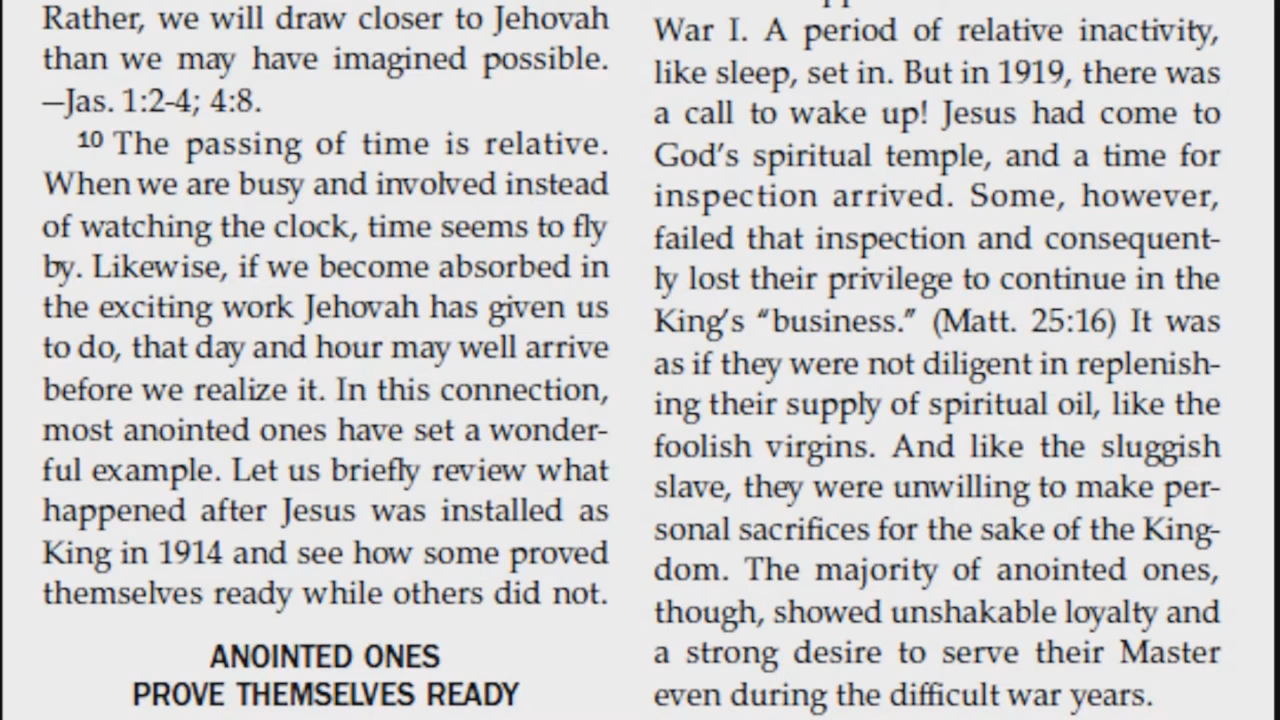 Rather, we will draw closer to Jehovah
than we may have imagined possible.
—Jas. 1:2-4; 4:8.
10 The passing of time is relative.
When we are busy and involved instead
of watching the clock, time seems to fly
by. Likewise, if we become absorbed in
the exciting work Jehovah has given us
to do, that day and hour may well arrive
before we realize it. In this connection,
most anointed ones have set a wonder-
ful example. Let us briefly review what
happened after Jesus was installed as
King in 1914 and see how some proved
themselves ready while others did not.
ANOINTED ONES
PROVE THEMSELVES READY
War I. A period of relative inactivity,
like sleep, set in. But in 1919, there was
a call to wake up! Jesus had come to
God's spiritual temple, and a time for
inspection arrived. Some, however,
failed that inspection and consequent-
ly lost their privilege to continue in the
King's “business.” (Matt. 25:16) It was
as if they were not diligent in replenish-
ing their supply of spiritual oil, like the
foolish virgins. And like the sluggish
slave, they were unwilling to make per-
sonal sacrifices for the sake of the King-
dom. The majority of anointed ones,
though, showed unshakable loyalty and
a strong desire to serve their Master
even during the difficult war years.